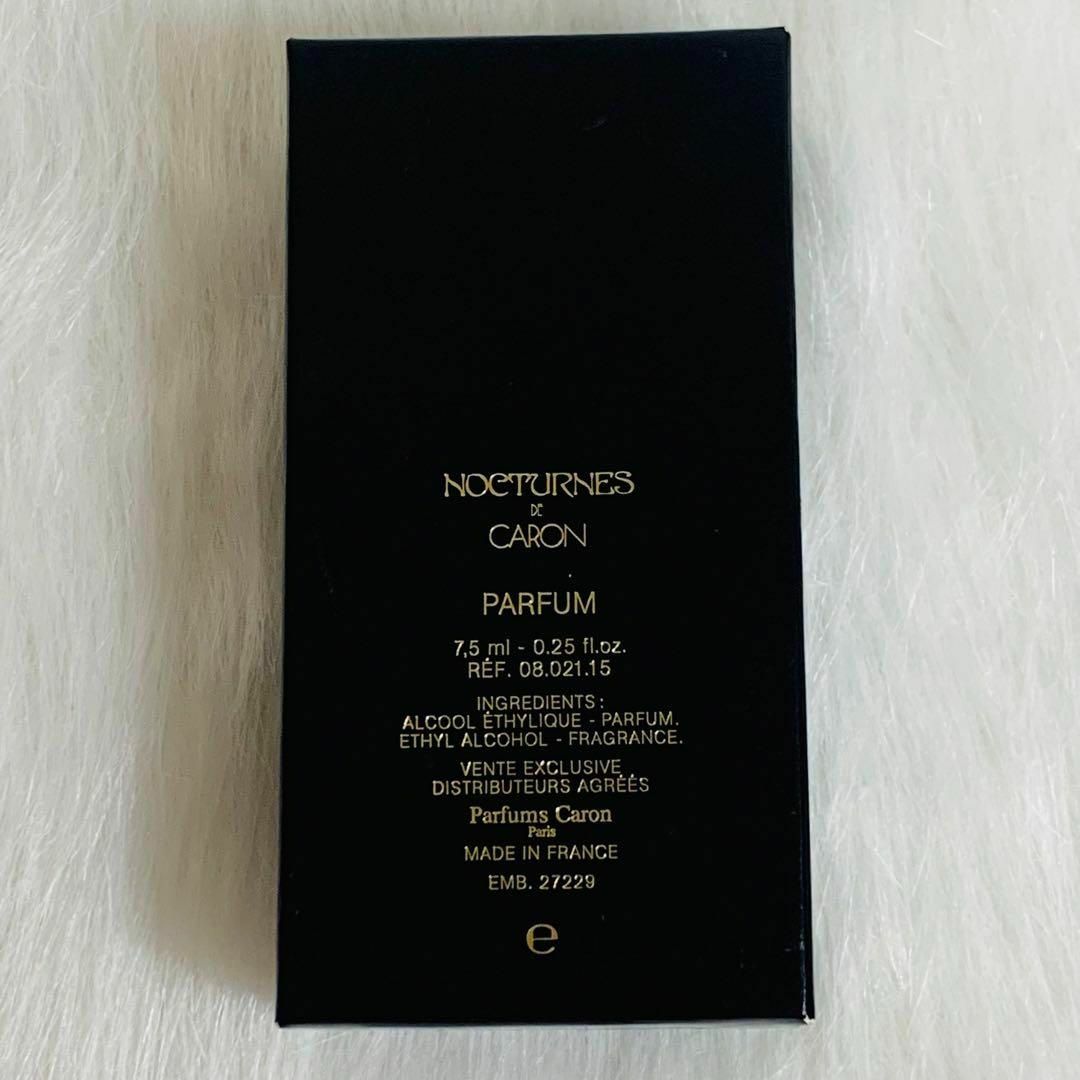 NOCTURNES
DE
CARON
PARFUM
7,5 ml - 0.25 fl.oz.
RÉF. 08.021.15
INGREDIENTS :
ALCOOL ÉTHYLIQUE - PARFUM.
ETHYL ALCOHOL - FRAGRANCE.
VENTE EXCLUSIVE
DISTRIBUTEURS AGRÉÉS
Parfums Caron
Paris
MADE IN FRANCE
EMB. 27229
e